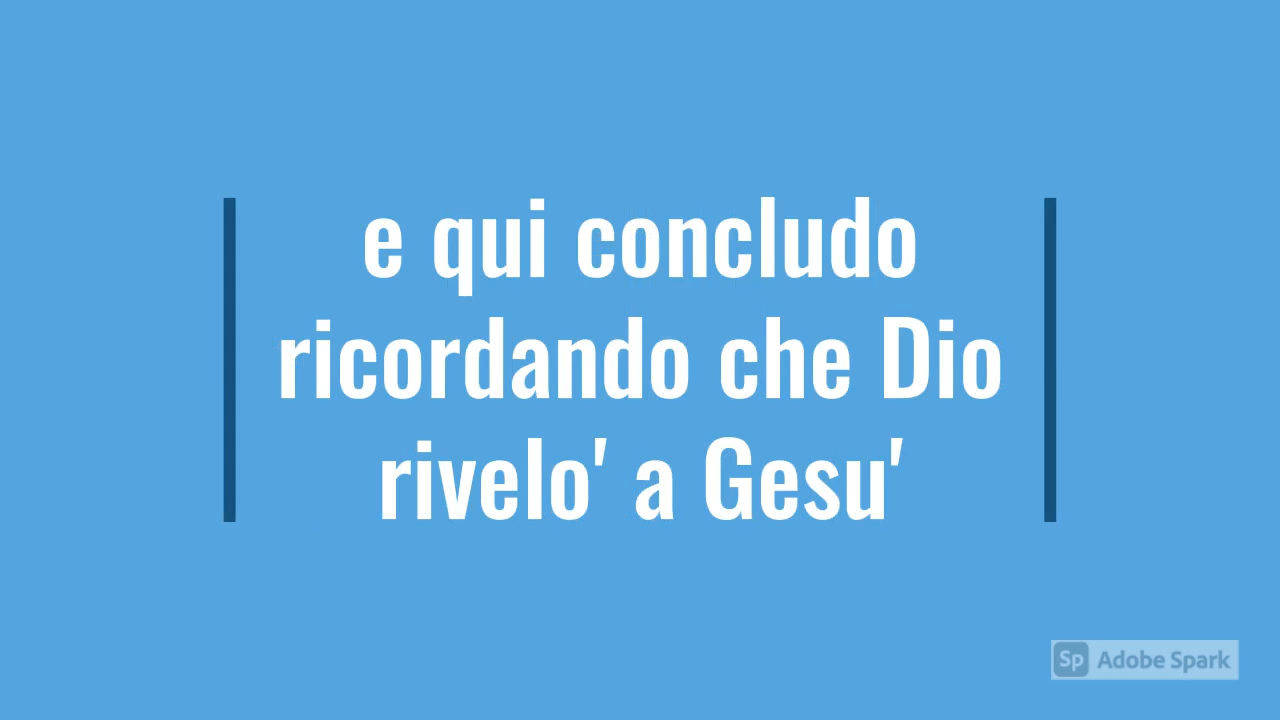 e qui concludo
ricordando che Dio
rivelo' a Gesu'
Sp Adobe Spark